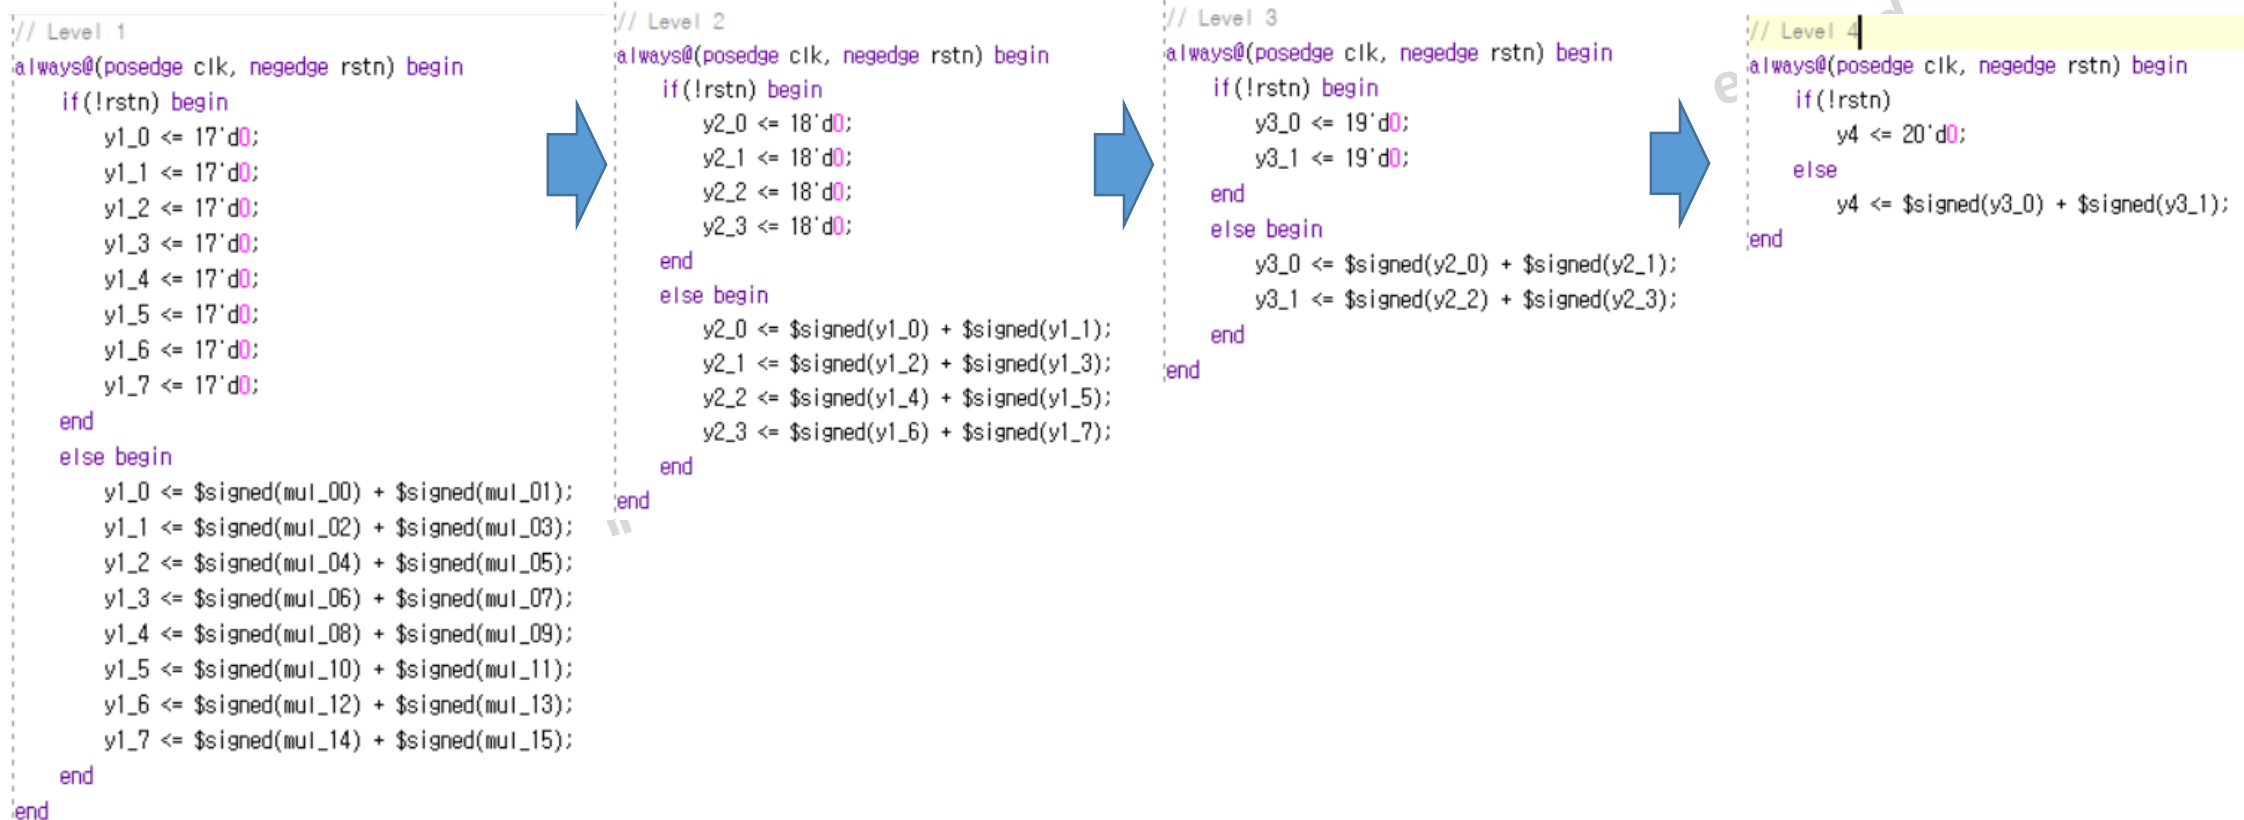 // Level 1
always@(posedge clk, negedge rstn) begin
if(!rstn) begin
y1_0 <= 17'd0;
y1_1 <= 17'd0;
y1_2 <= 17'd0;
y1_3 <= 17'd0;
y1_4 <= 17'd0;
y1_5 <= 17'd0;
y1_6 <= 17'd0;
y1_7 <= 17'd0;
end
else begin
y1_0 <= $signed(mul_00) + $signed(mul_01);
y1_1 <= $signed(mul_02) + $signed(mul_03);
y1_2 <= $signed(mul_04) + $signed(mul_05);
y1_3 <= $signed(mul_06) + $signed(mul_07);
y1_4 <= $signed(mul_08) + $signed(mul_09);
y1_5 <= $signed(mul_10) + $signed(mul_11);
y1_6 <= $signed(mul_12) + $signed(mul_13);
y1_7 <= $signed(mul_14) + $signed(mul_15);
end
end
// Level 2
always@(posedge clk, negedge rstn) begin
if(!rstn) begin
y2_0 <= 18'd0;
y2_1 <= 18'd0;
y2_2 <= 18'd0;
y2_3 <= 18'd0;
end
else begin
y2_0 <= $signed(y1_0) + $signed(y1_1);
y2_1 <= $signed(y1_2) + $signed(y1_3);
y2_2 <= $signed(y1_4) + $signed(y1_5);
y2_3 <= $signed(y1_6) + $signed(y1_7);
end
end
// Level 3
always@(posedge clk, negedge rstn) begin
if(!rstn) begin
y3_0 <= 19'd0;
y3_1 <= 19'd0;
end
else begin
y3_0 <= $signed(y2_0) + $signed(y2_1);
y3_1 <= $signed(y2_2) + $signed(y2_3);
end
end
// Level 4
always@(posedge clk, negedge rstn) begin
if(!rstn)
y4 <= 20'd0;
else
y4 <= $signed(y3_0) + $signed(y3_1);
end